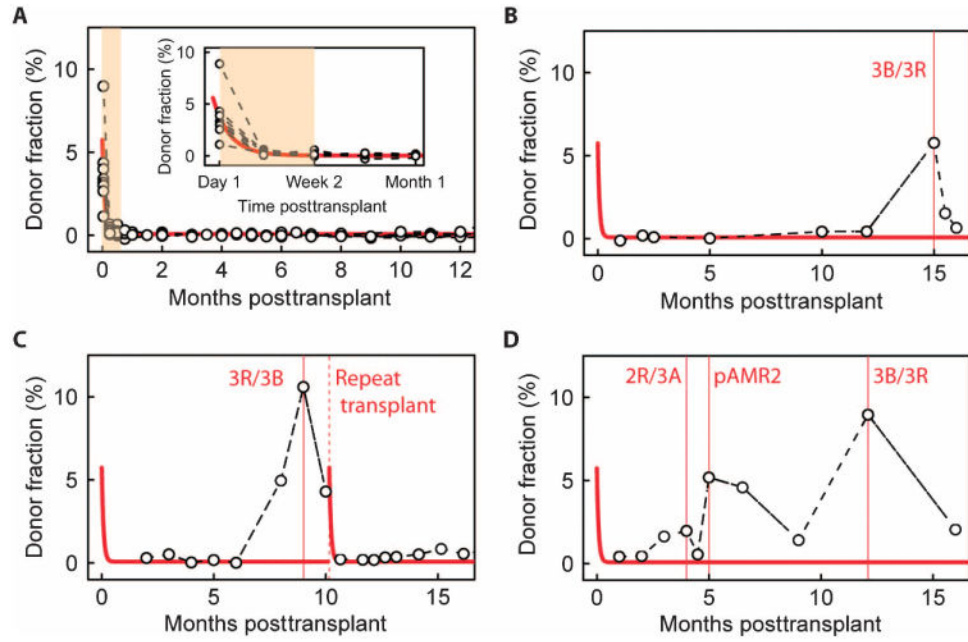 A
Donor fraction (%)
10
5
0
0 2 4 6 8 10 12
Months posttransplant
Donor fraction (%)
10
5
0
Day 1 Week 2 Month 1
Time posttransplant
B
Donor fraction (%)
10
5
0
3B/3R
0 5 10 15
Months posttransplant
C
Donor fraction (%)
10
5
0
3R/3B
Repeat
transplant
0 5 10 15
Months posttransplant
D
Donor fraction (%)
10
5
0
2R/3A
pAMR2
3B/3R
0 5 10 15
Months posttransplant